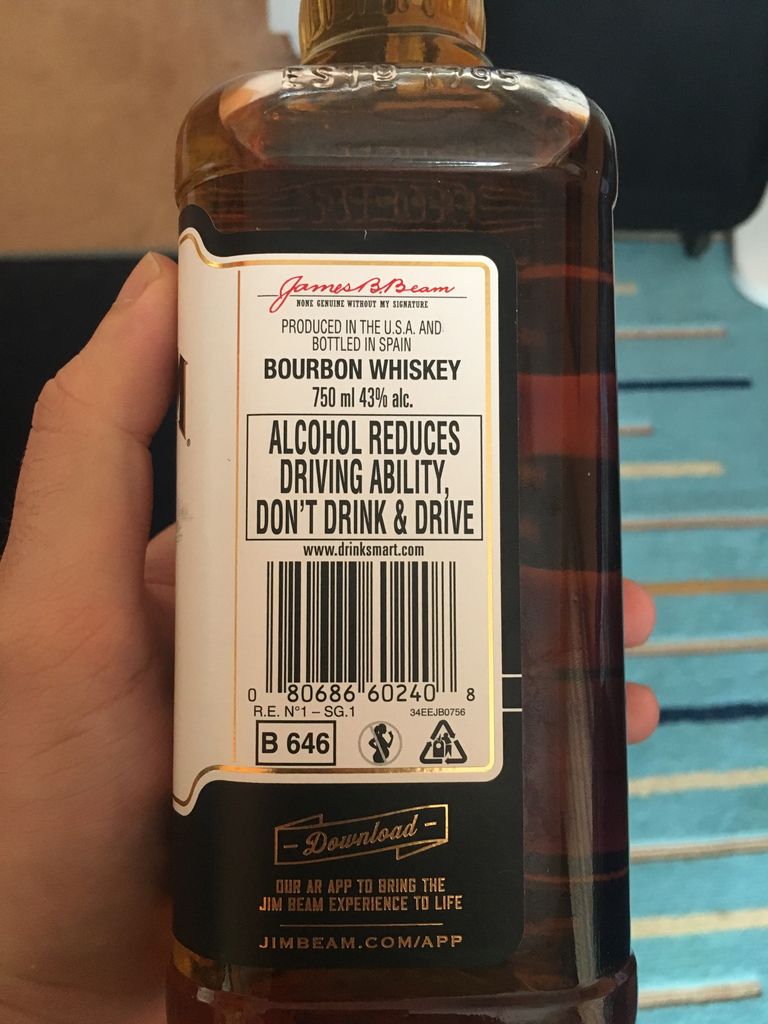 ESTD 1795
James B. Beam
NONE GENUINE WITHOUT MY SIGNATURE
PRODUCED IN THE U.S.A. AND
BOTTLED IN SPAIN
BOURBON WHISKEY
750 ml 43% alc.
ALCOHOL REDUCES
DRIVING ABILITY,
DON'T DRINK & DRIVE
www.drinksmart.com
0 80686 60240 8
R.E. N°1 – SG.1 34EEJB0756
B 646
– Download –
OUR AR APP TO BRING THE
JIM BEAM EXPERIENCE TO LIFE
JIMBEAM.COM/APP